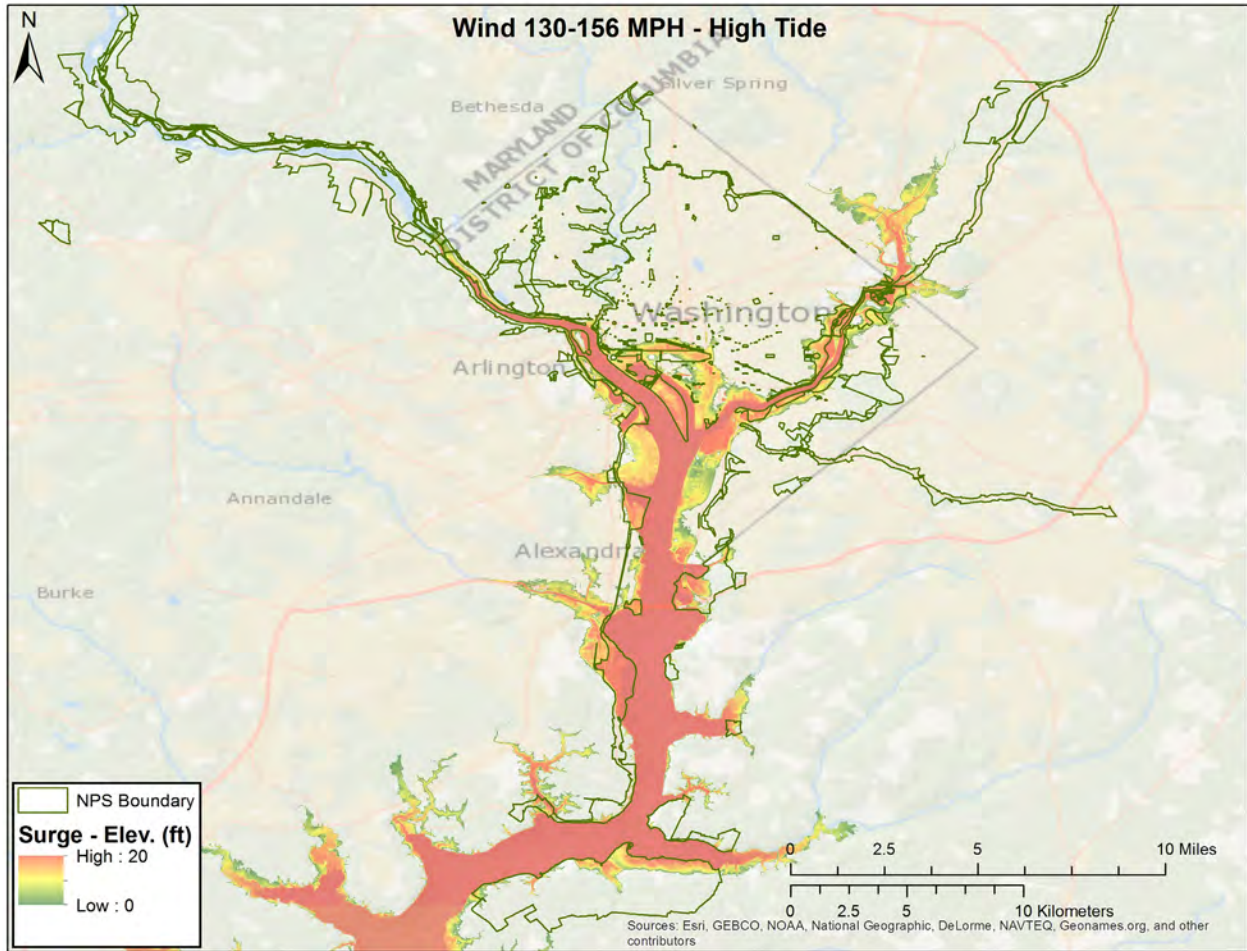 Wind 130-156 MPH - High Tide
N
Silver Spring
Bethesda
MARYLAND
DISTRICT OF COLUMBIA
Washington
Arlington
Annandale
Alexandria
Burke
NPS Boundary
Surge - Elev. (ft)
High : 20
Low : 0
0 2.5 5 10 Miles
0 2.5 5 10 Kilometers
Sources: Esri, GEBCO, NOAA, National Geographic, DeLorme, NAVTEQ, Geonames.org, and other
contributors